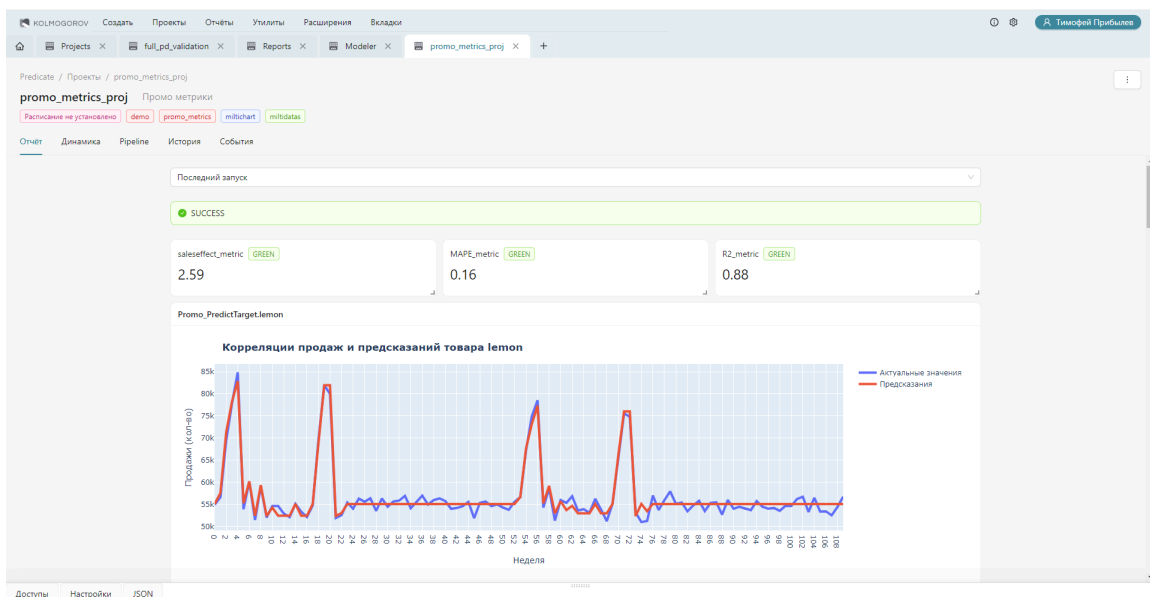 KOLMOGOROV Создать Проекты Отчёты Утилиты Расширения Вкладки Тимофей Прибылев
Projects full_pd_validation Reports Modeler promo_metrics_proj +
Predicate / Проекты / promo_metrics_proj
promo_metrics_proj Промо метрики
Расписание не установлено demo promo_metrics miltichart miltidatas
Отчёт Динамика Pipeline История События
Последний запуск
SUCCESS
saleseffect_metric GREEN MAPE_metric GREEN R2_metric GREEN
2.59 0.16 0.88
Promo_PredictTarget.lemon
Корреляции продаж и предсказаний товара lemon
85k
80k
75k
70k
65k
60k
55k
50k
Продажи (кол-во)
Актуальные значения
Предсказания
0 2 4 6 8 10 12 14 16 18 20 22 24 26 28 30 32 34 36 38 40 42 44 46 48 50 52 54 56 58 60 62 64 66 68 70 72 74 76 78 80 82 84 86 88 90 92 94 96 98 100 102 104 106 108
Неделя
Доступы Настройки JSON